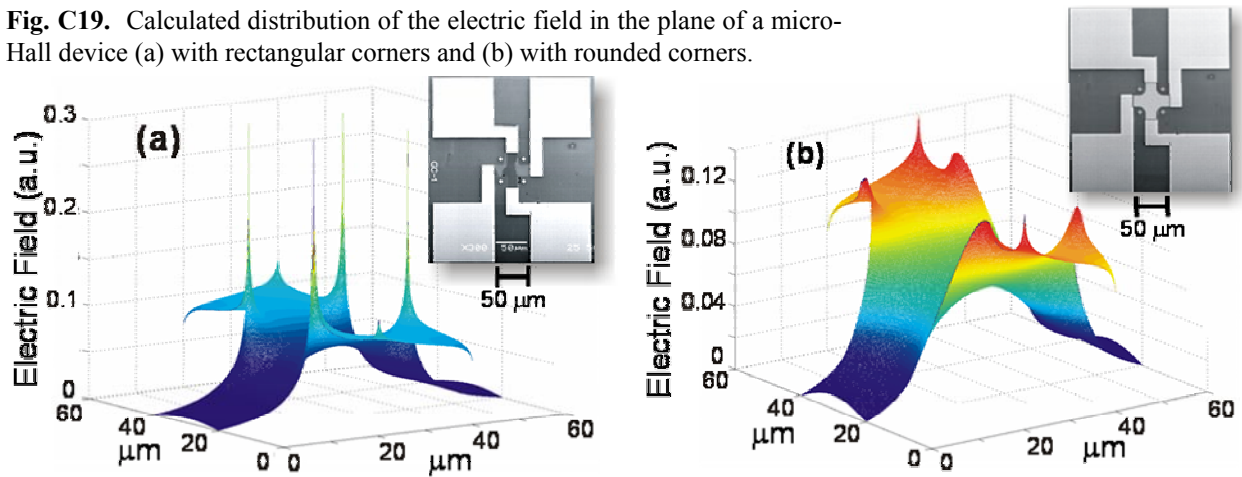 Fig. C19. Calculated distribution of the electric field in the plane of a micro-
Hall device (a) with rectangular corners and (b) with rounded corners.
(a)
Electric Field (a.u.)
0.3
0.2
0.1
0
60
40
20
0
µm
0
20
40
60
µm
X300 50µm
50 µm
(b)
Electric Field (a.u.)
0.12
0.08
0.04
0
60
40
20
0
µm
0
20
40
60
µm
50 µm